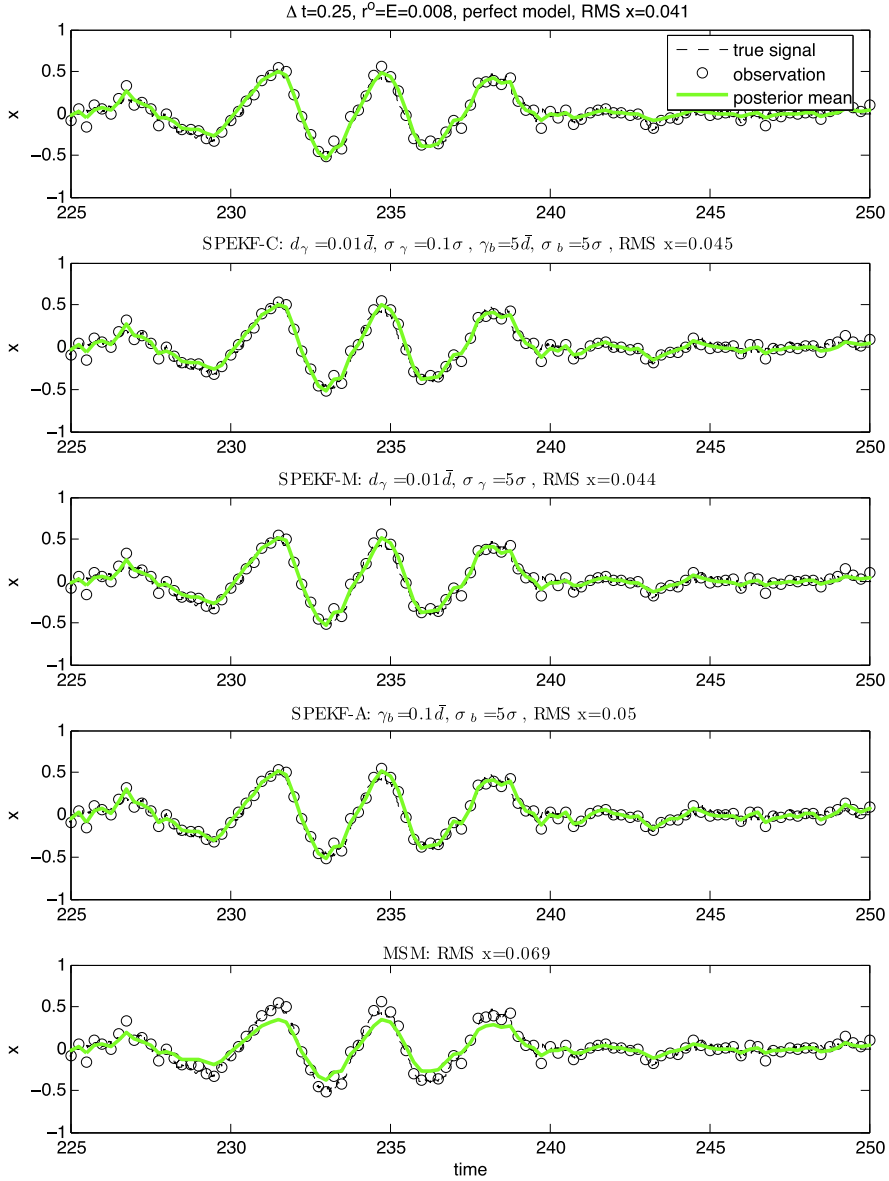 Δ t=0.25, r°=E=0.008, perfect model, RMS x=0.041
1
0.5
0
−0.5
−1
x
true signal
observation
posterior mean
225 230 235 240 245 250
SPEKF-C: d_γ=0.01d̄, σ_γ=0.1σ, γ_b=5d̄, σ_b=5σ, RMS x=0.045
1
0.5
0
−0.5
−1
x
225 230 235 240 245 250
SPEKF-M: d_γ=0.01d̄, σ_γ=5σ, RMS x=0.044
1
0.5
0
−0.5
−1
x
225 230 235 240 245 250
SPEKF-A: γ_b=0.1d̄, σ_b=5σ, RMS x=0.05
1
0.5
0
−0.5
−1
x
225 230 235 240 245 250
MSM: RMS x=0.069
1
0.5
0
−0.5
−1
x
225 230 235 240 245 250
time